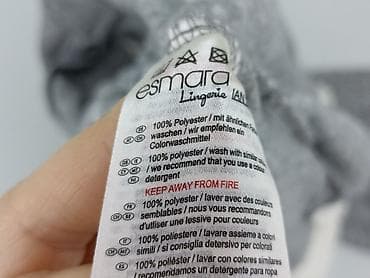 esmara
Lingerie IAN
100% Polyester / mit ähnlichen
waschen / wir empfehlen ein
Colorwaschmittel
100% polyester / wash with similar
/ we recommend that you use a colour
detergent
KEEP AWAY FROM FIRE
100% polyester / laver avec des couleurs
semblables / nous vous recommandons
d'utiliser une lessive pour couleurs
100% poliestere / lavare assieme a colori
simili / si consiglia detersivo per colorati
100% poliéster / lavar con colores similares
/ recomendamos un detergente para ropa